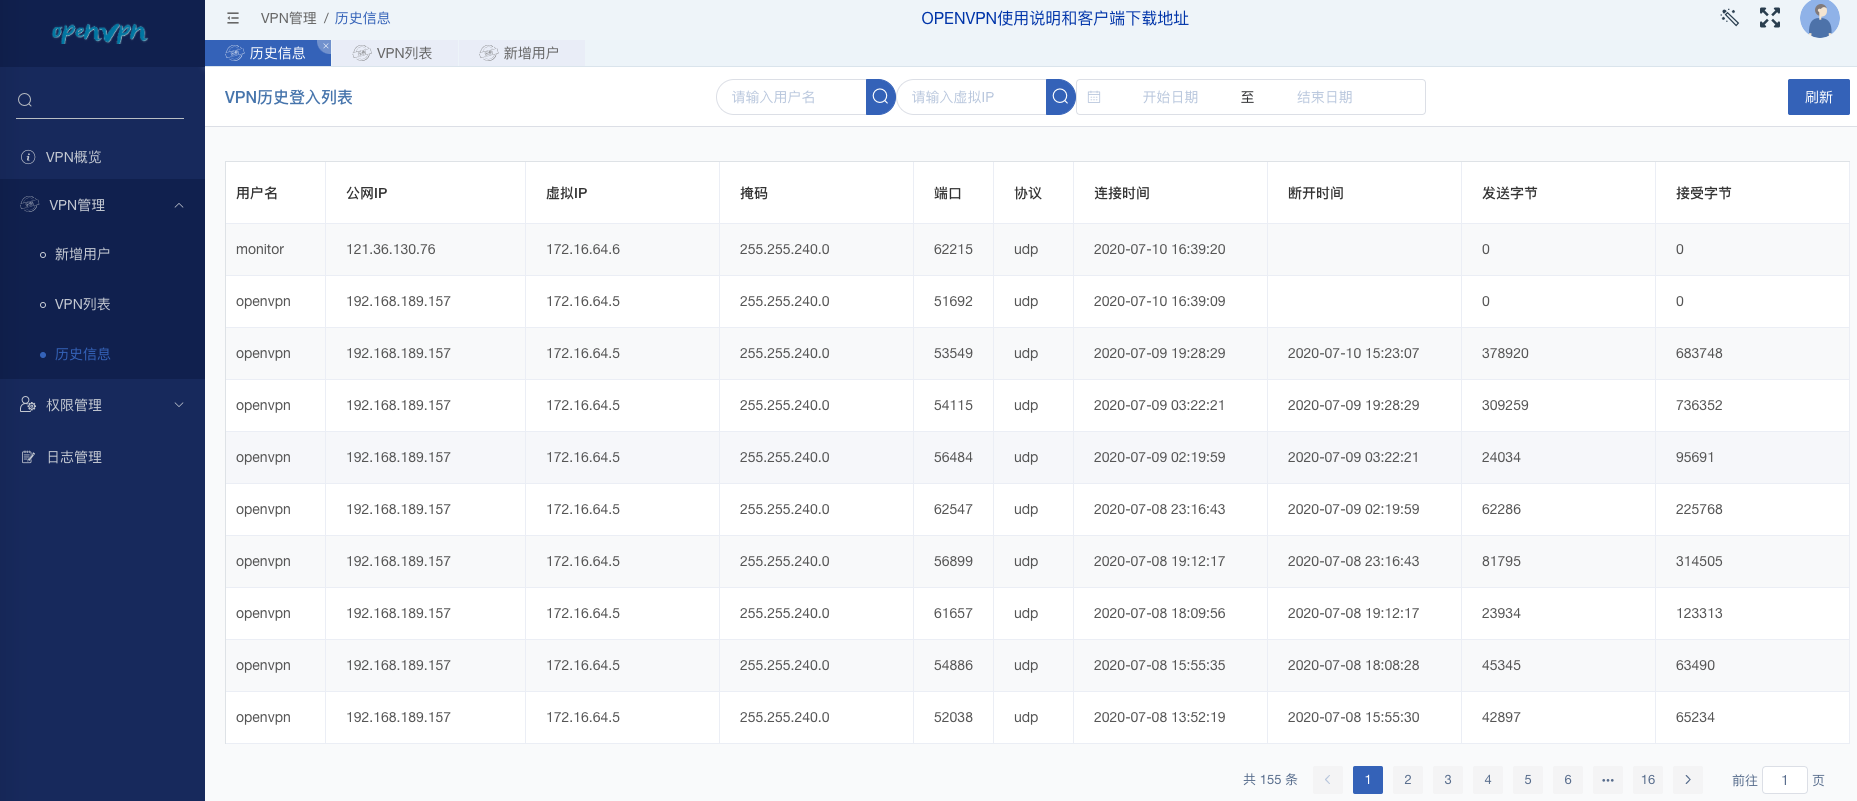 openvpn
VPN管理 / 历史信息
OPENVPN使用说明和客户端下载地址
历史信息 VPN列表 新增用户
VPN概览
VPN管理
新增用户
VPN列表
历史信息
权限管理
日志管理
VPN历史登入列表 请输入用户名 请输入虚拟IP 开始日期 至 结束日期 刷新
用户名 公网IP 虚拟IP 掩码 端口 协议 连接时间 断开时间 发送字节 接受字节
monitor 121.36.130.76 172.16.64.6 255.255.240.0 62215 udp 2020-07-10 16:39:20 0 0
openvpn 192.168.189.157 172.16.64.5 255.255.240.0 51692 udp 2020-07-10 16:39:09 0 0
openvpn 192.168.189.157 172.16.64.5 255.255.240.0 53549 udp 2020-07-09 19:28:29 2020-07-10 15:23:07 378920 683748
openvpn 192.168.189.157 172.16.64.5 255.255.240.0 54115 udp 2020-07-09 03:22:21 2020-07-09 19:28:29 309259 736352
openvpn 192.168.189.157 172.16.64.5 255.255.240.0 56484 udp 2020-07-09 02:19:59 2020-07-09 03:22:21 24034 95691
openvpn 192.168.189.157 172.16.64.5 255.255.240.0 62547 udp 2020-07-08 23:16:43 2020-07-09 02:19:59 62286 225768
openvpn 192.168.189.157 172.16.64.5 255.255.240.0 56899 udp 2020-07-08 19:12:17 2020-07-08 23:16:43 81795 314505
openvpn 192.168.189.157 172.16.64.5 255.255.240.0 61657 udp 2020-07-08 18:09:56 2020-07-08 19:12:17 23934 123313
openvpn 192.168.189.157 172.16.64.5 255.255.240.0 54886 udp 2020-07-08 15:55:35 2020-07-08 18:08:28 45345 63490
openvpn 192.168.189.157 172.16.64.5 255.255.240.0 52038 udp 2020-07-08 13:52:19 2020-07-08 15:55:30 42897 65234
共 155 条 1 2 3 4 5 6 ••• 16 前往 1 页